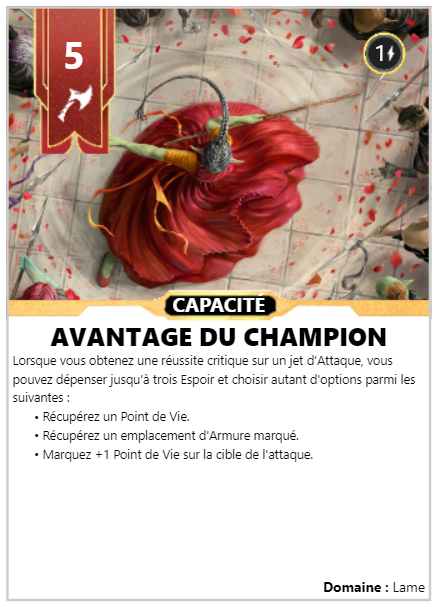 5
1
CAPACITÉ
AVANTAGE DU CHAMPION
Lorsque vous obtenez une réussite critique sur un jet d'Attaque, vous
pouvez dépenser jusqu'à trois Espoir et choisir autant d'options parmi les
suivantes :
• Récupérez un Point de Vie.
• Récupérez un emplacement d'Armure marqué.
• Marquez +1 Point de Vie sur la cible de l'attaque.
Domaine : Lame